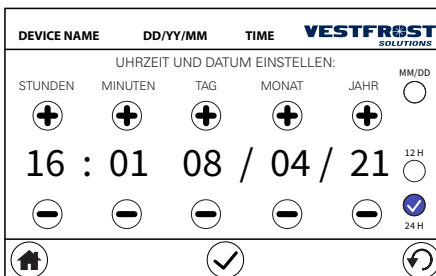 DEVICE NAME DD/YY/MM TIME VESTFROST
SOLUTIONS
UHRZEIT UND DATUM EINSTELLEN:
MM/DD
STUNDEN MINUTEN TAG MONAT JAHR
16 : 01 08 / 04 / 21
12 H
24 H